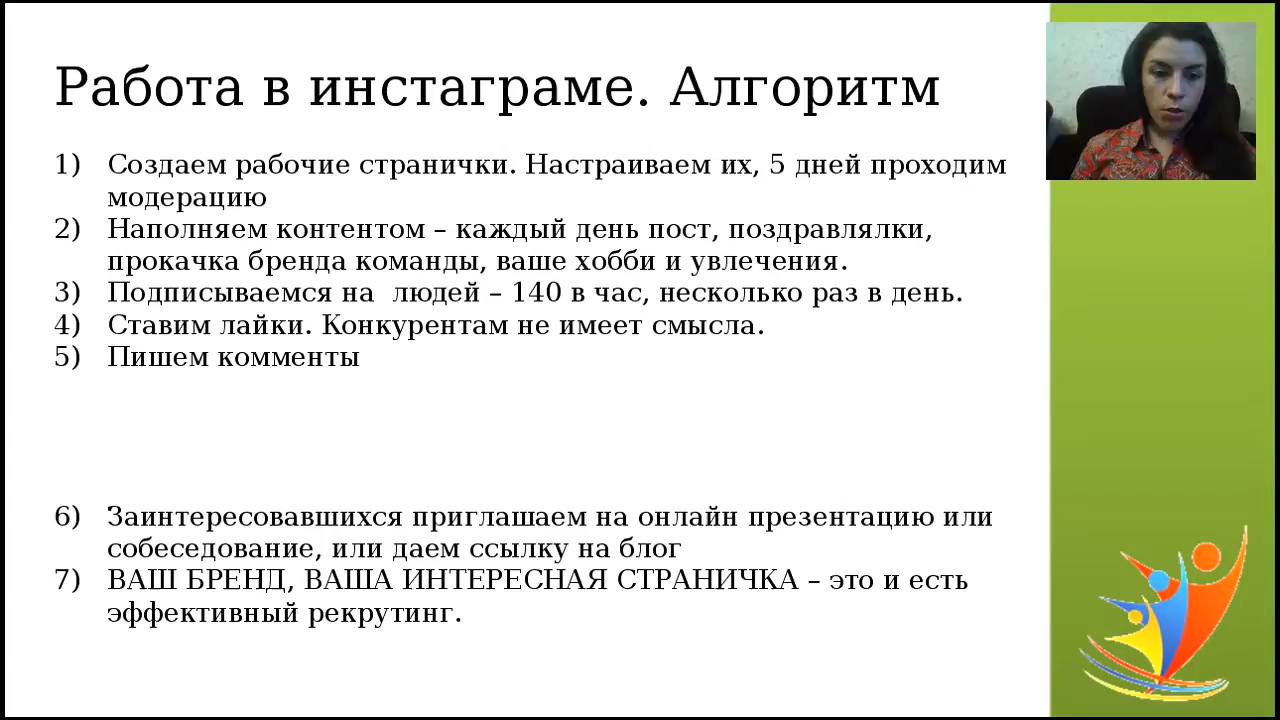 Работа в инстаграме. Алгоритм
1) Создаем рабочие странички. Настраиваем их, 5 дней проходим
модерацию
2) Наполняем контентом – каждый день пост, поздравлялки,
прокачка бренда команды, ваше хобби и увлечения.
3) Подписываемся на  людей – 140 в час, несколько раз в день.
4) Ставим лайки. Конкурентам не имеет смысла.
5) Пишем комменты
6) Заинтересовавшихся приглашаем на онлайн презентацию или
собеседование, или даем ссылку на блог
7) ВАШ БРЕНД, ВАША ИНТЕРЕСНАЯ СТРАНИЧКА – это и есть
эффективный рекрутинг.